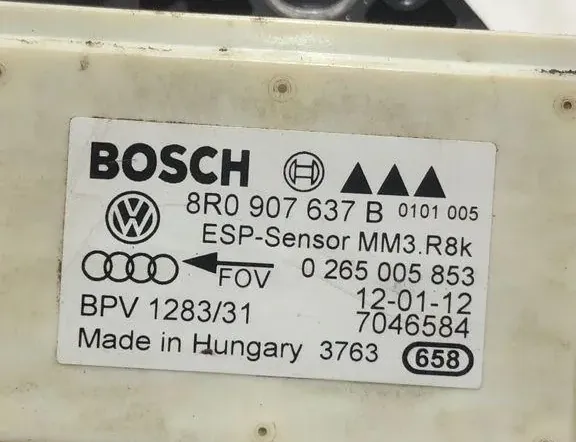 BOSCH
8R0 907 637 B 0101 005
ESP-Sensor MM3.R8k
FOV 0 265 005 853
BPV 1283/31 12-01-12
7046584
Made in Hungary 3763 658